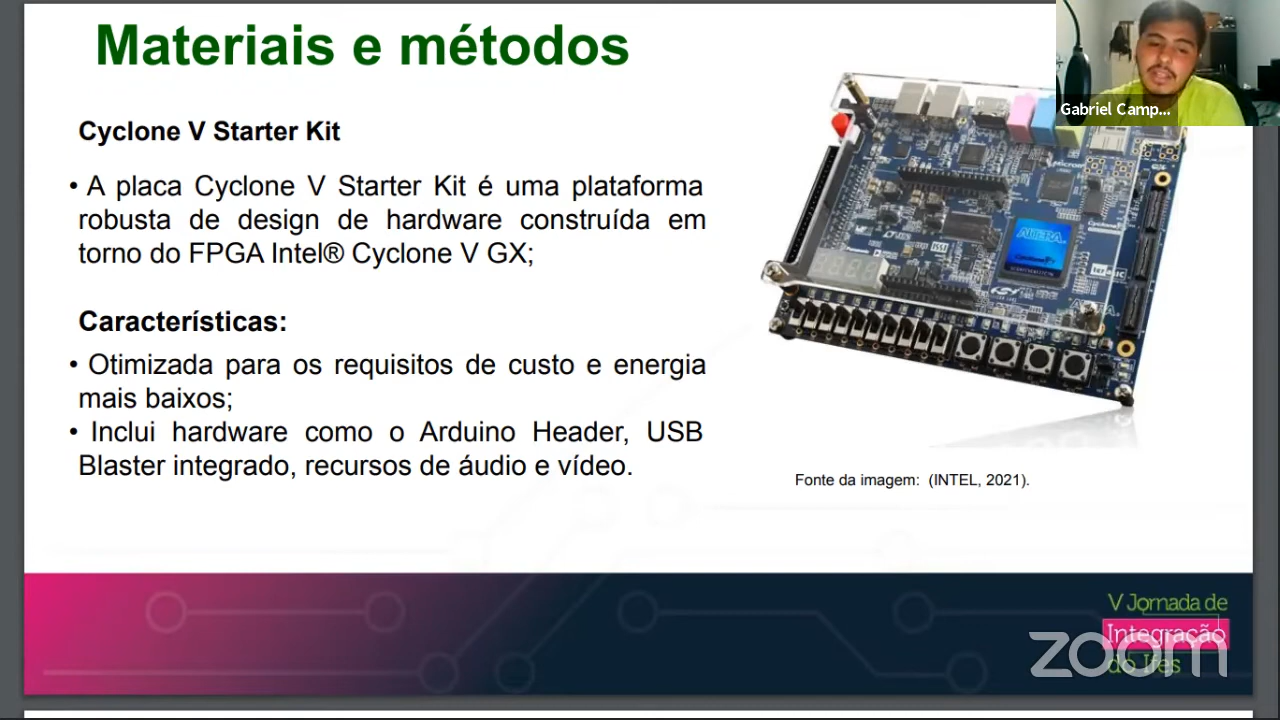 Materiais e métodos
Gabriel Camp...
Cyclone V Starter Kit
• A placa Cyclone V Starter Kit é uma plataforma
robusta de design de hardware construída em
torno do FPGA Intel® Cyclone V GX;
Características:
• Otimizada para os requisitos de custo e energia
mais baixos;
• Inclui hardware como o Arduino Header, USB
Blaster integrado, recursos de áudio e vídeo.
ALTERA
Fonte da imagem: (INTEL, 2021).
V Jornada de
Integração
do Ifes
zoom